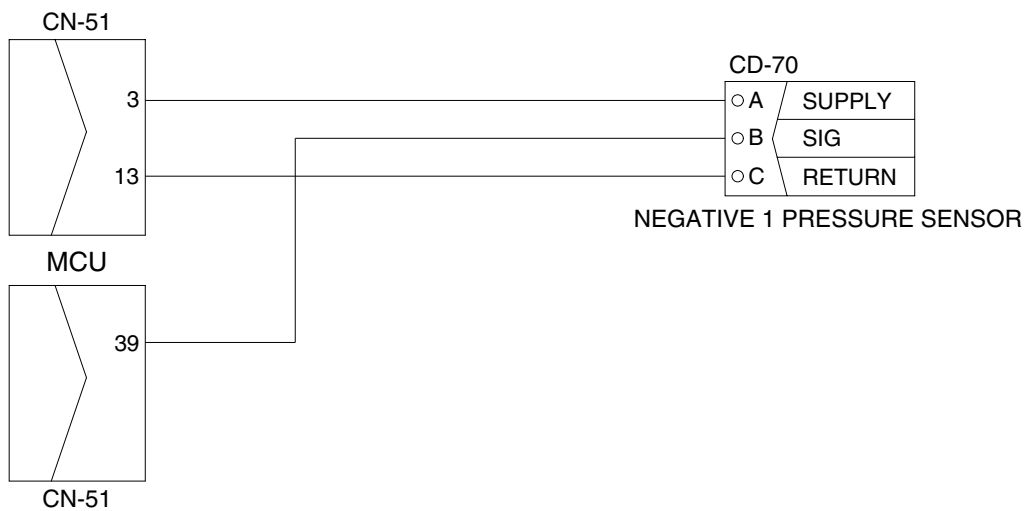 CN-51
3
13
MCU
39
CN-51
CD-70
A SUPPLY
B SIG
C RETURN
NEGATIVE 1 PRESSURE SENSOR